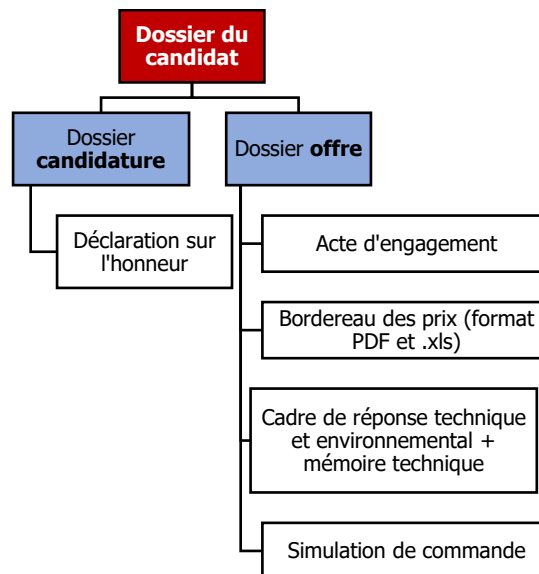 Dossier du
candidat
Dossier
candidature
Dossier offre
Déclaration sur
l'honneur
Acte d'engagement
Bordereau des prix (format
PDF et .xls)
Cadre de réponse technique
et environnemental +
mémoire technique
Simulation de commande